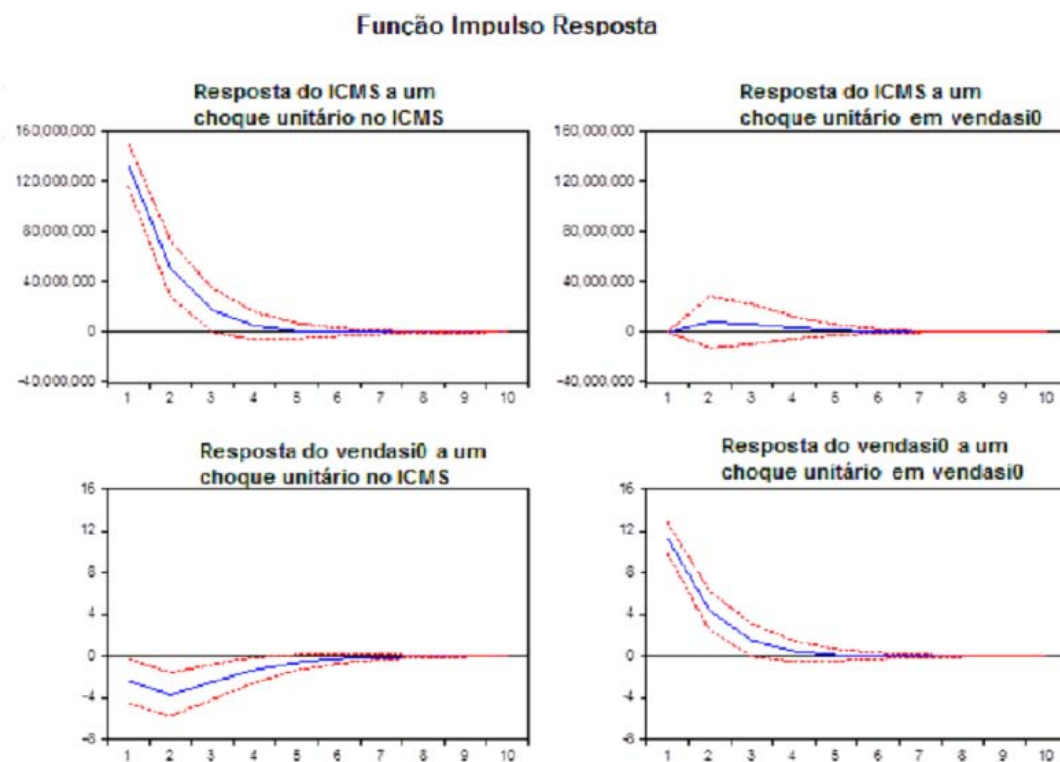 Função Impulso Resposta
Resposta do ICMS a um
choque unitário no ICMS
160,000,000
120,000,000
80,000,000
40,000,000
0
-40,000,000
1 2 3 4 5 6 7 8 9 10
Resposta do ICMS a um
choque unitário em vendasi0
160,000,000
120,000,000
80,000,000
40,000,000
0
-40,000,000
1 2 3 4 5 6 7 8 9 10
Resposta do vendasi0 a um
choque unitário no ICMS
16
12
8
4
0
-4
-8
1 2 3 4 5 6 7 8 9 10
Resposta do vendasi0 a um
choque unitário em vendasi0
16
12
8
4
0
-4
-8
1 2 3 4 5 6 7 8 9 10